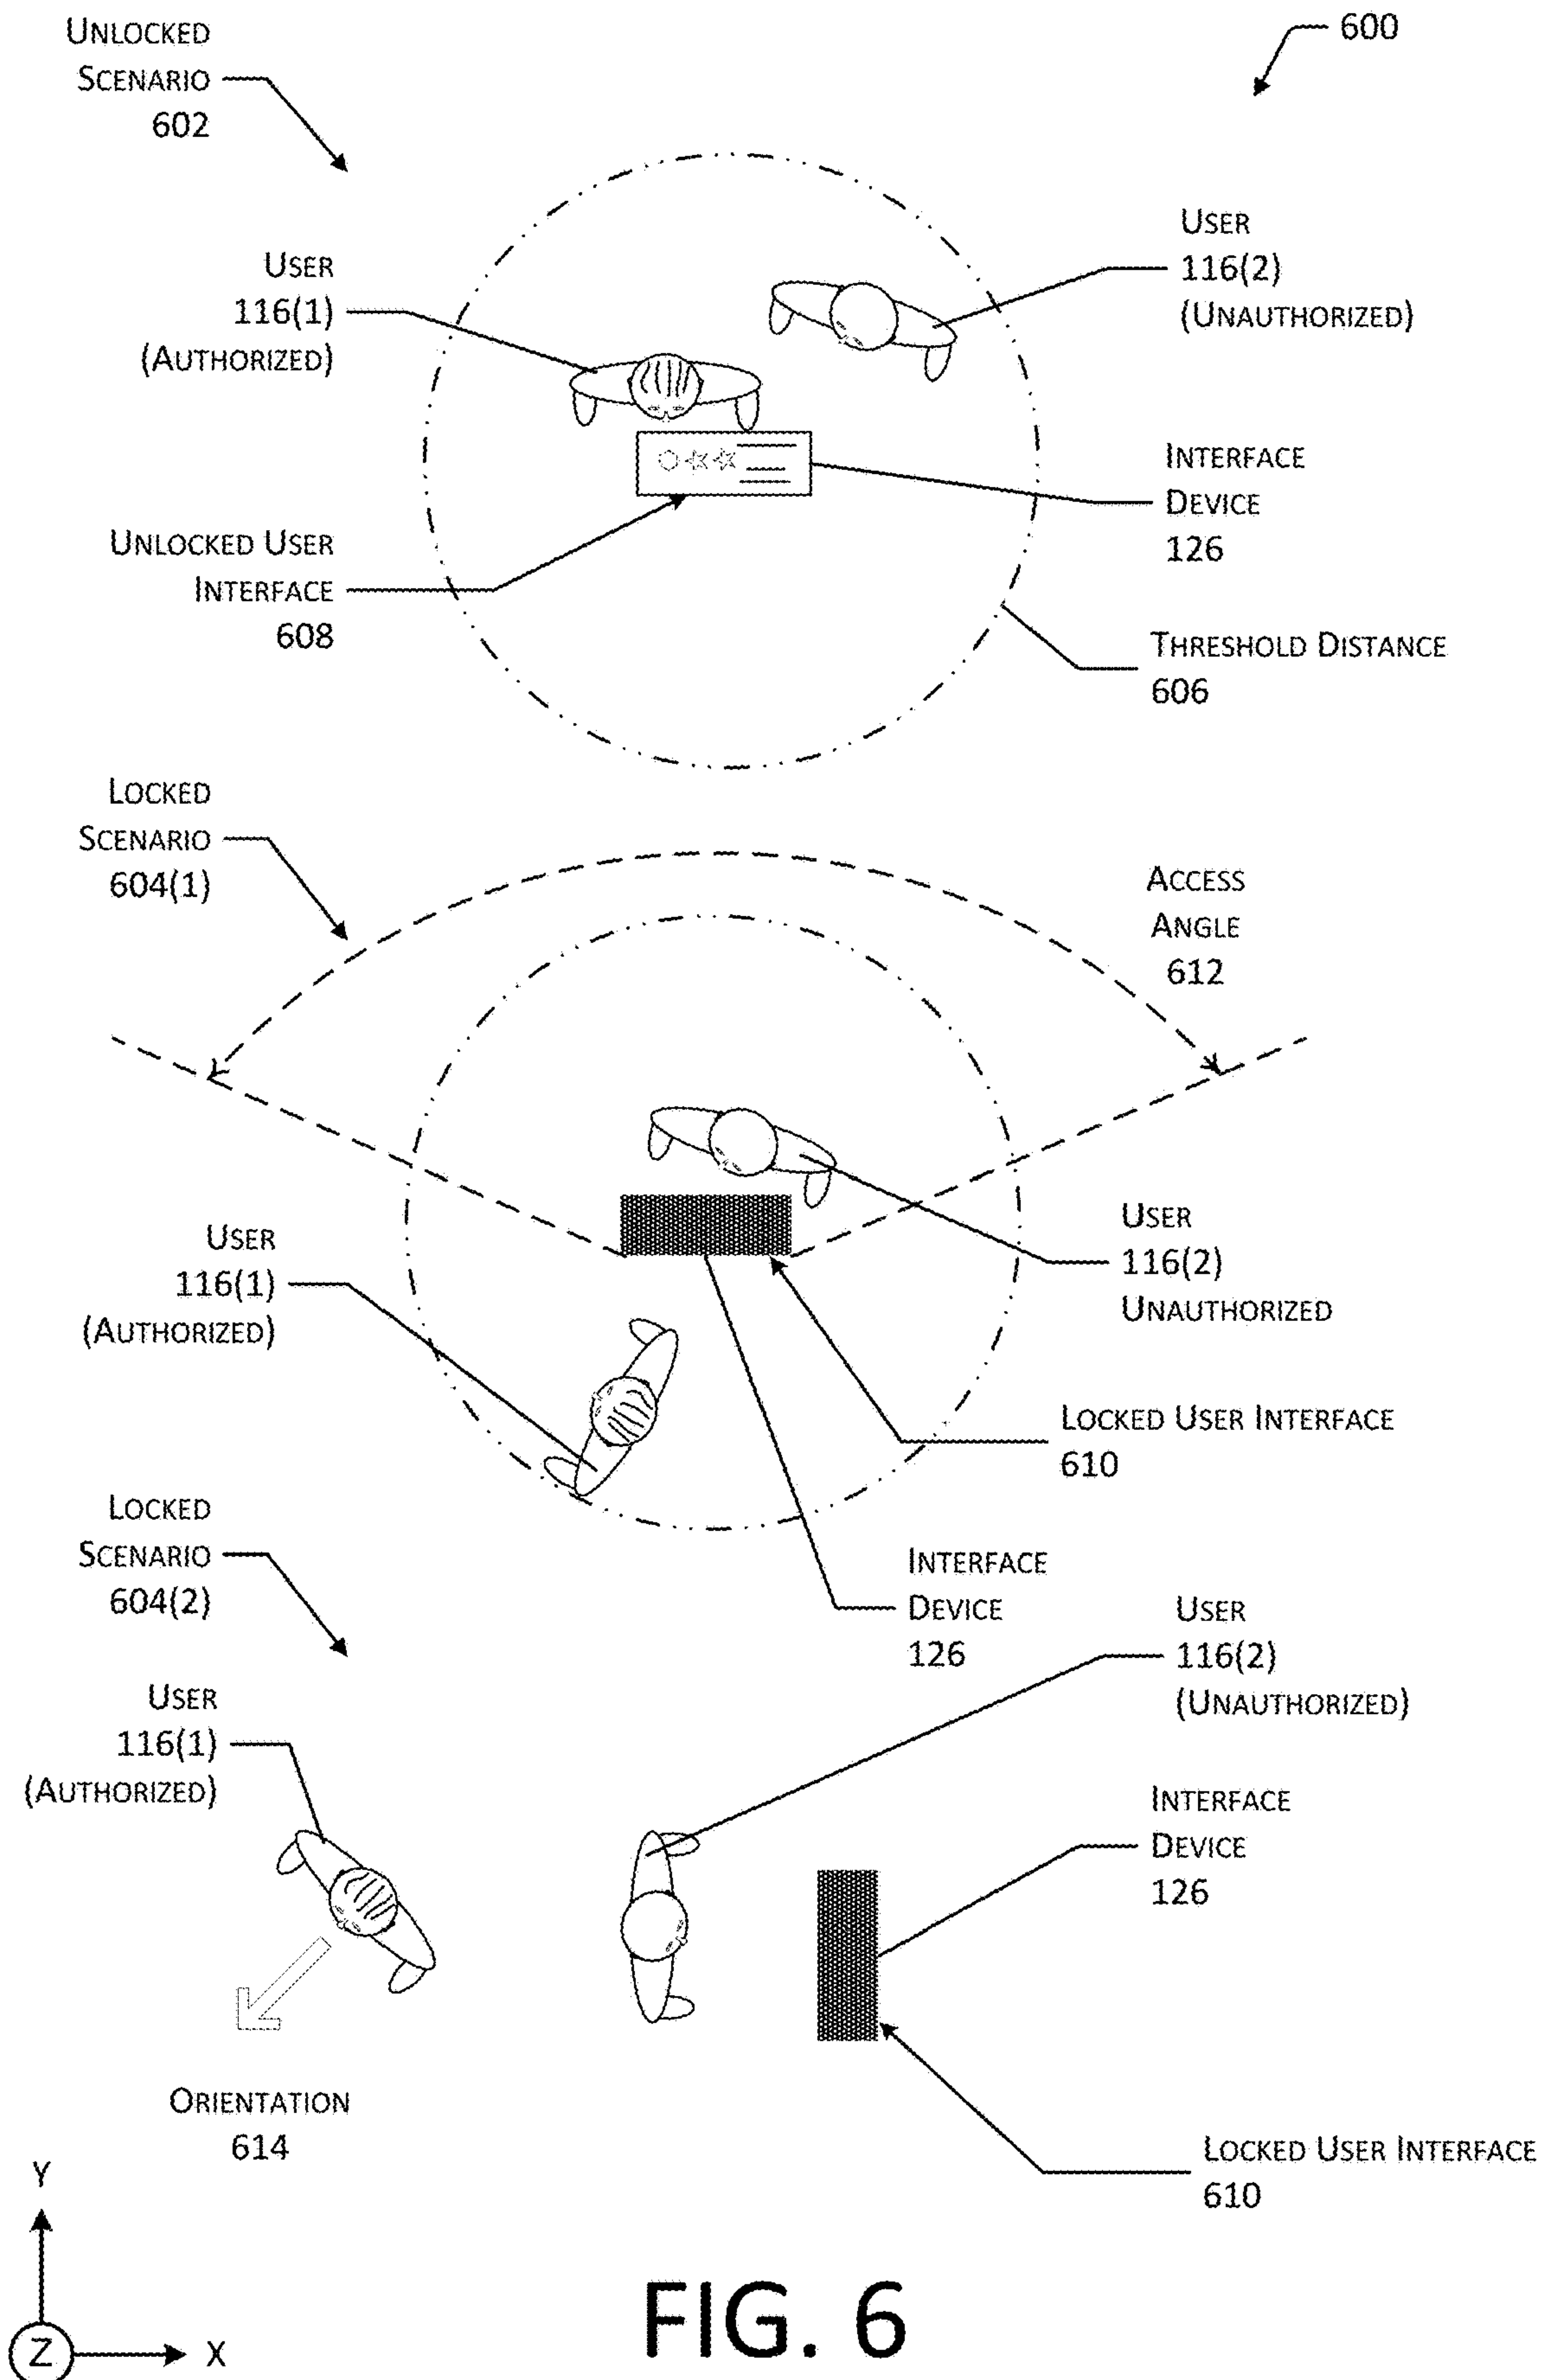 600
UNLOCKED
SCENARIO
602
USER
116(2)
(UNAUTHORIZED)
USER
116(1)
(AUTHORIZED)
INTERFACE
DEVICE
126
UNLOCKED USER
INTERFACE
608
THRESHOLD DISTANCE
606
LOCKED
SCENARIO
604(1)
ACCESS
ANGLE
612
USER
116(1)
(AUTHORIZED)
USER
116(2)
UNAUTHORIZED
LOCKED USER INTERFACE
610
INTERFACE
DEVICE
126
LOCKED
SCENARIO
604(2)
USER
116(2)
(UNAUTHORIZED)
USER
116(1)
(AUTHORIZED)
INTERFACE
DEVICE
126
ORIENTATION
614
LOCKED USER INTERFACE
610
Y
Z
X
FIG. 6